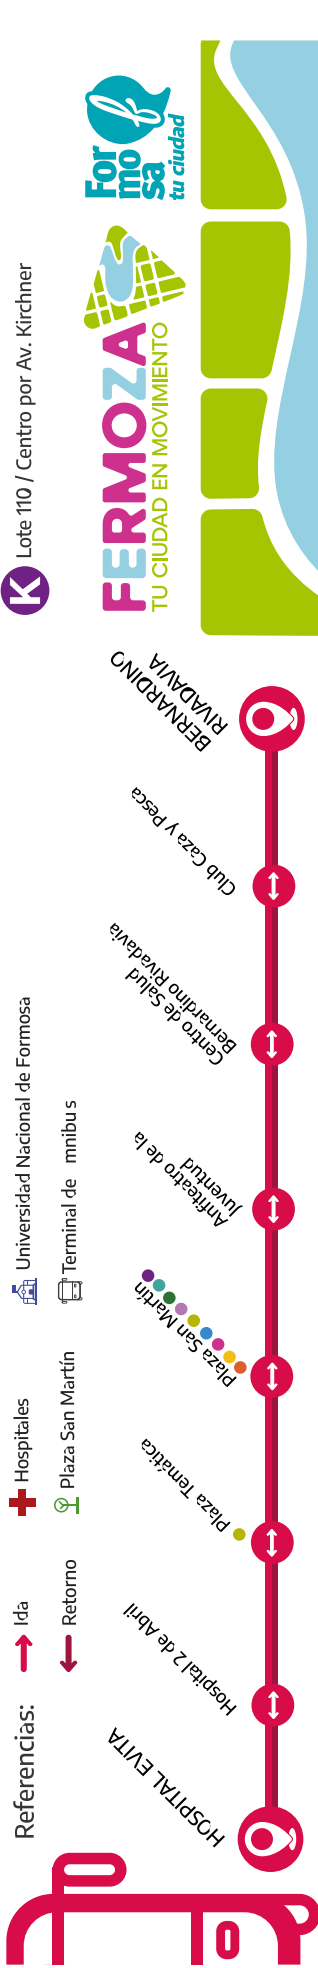 Referencias:
Ida
Retorno
Hospitales
Plaza San Martín
Universidad Nacional de Formosa
Terminal de mnibus
K Lote 110 / Centro por Av. Kirchner
FERMOZA
TU CIUDAD EN MOVIMIENTO
For
mo
sa
tu ciudad
HOSPITAL EVITA
Hospital 2 de Abril
Plaza Temática
Plaza San Martín
Anfiteatro de la
Juventud
Centro de Salud
Bernardino Rivadavia
Club Caza y Pesca
BERNARDINO
RIVADAVIA